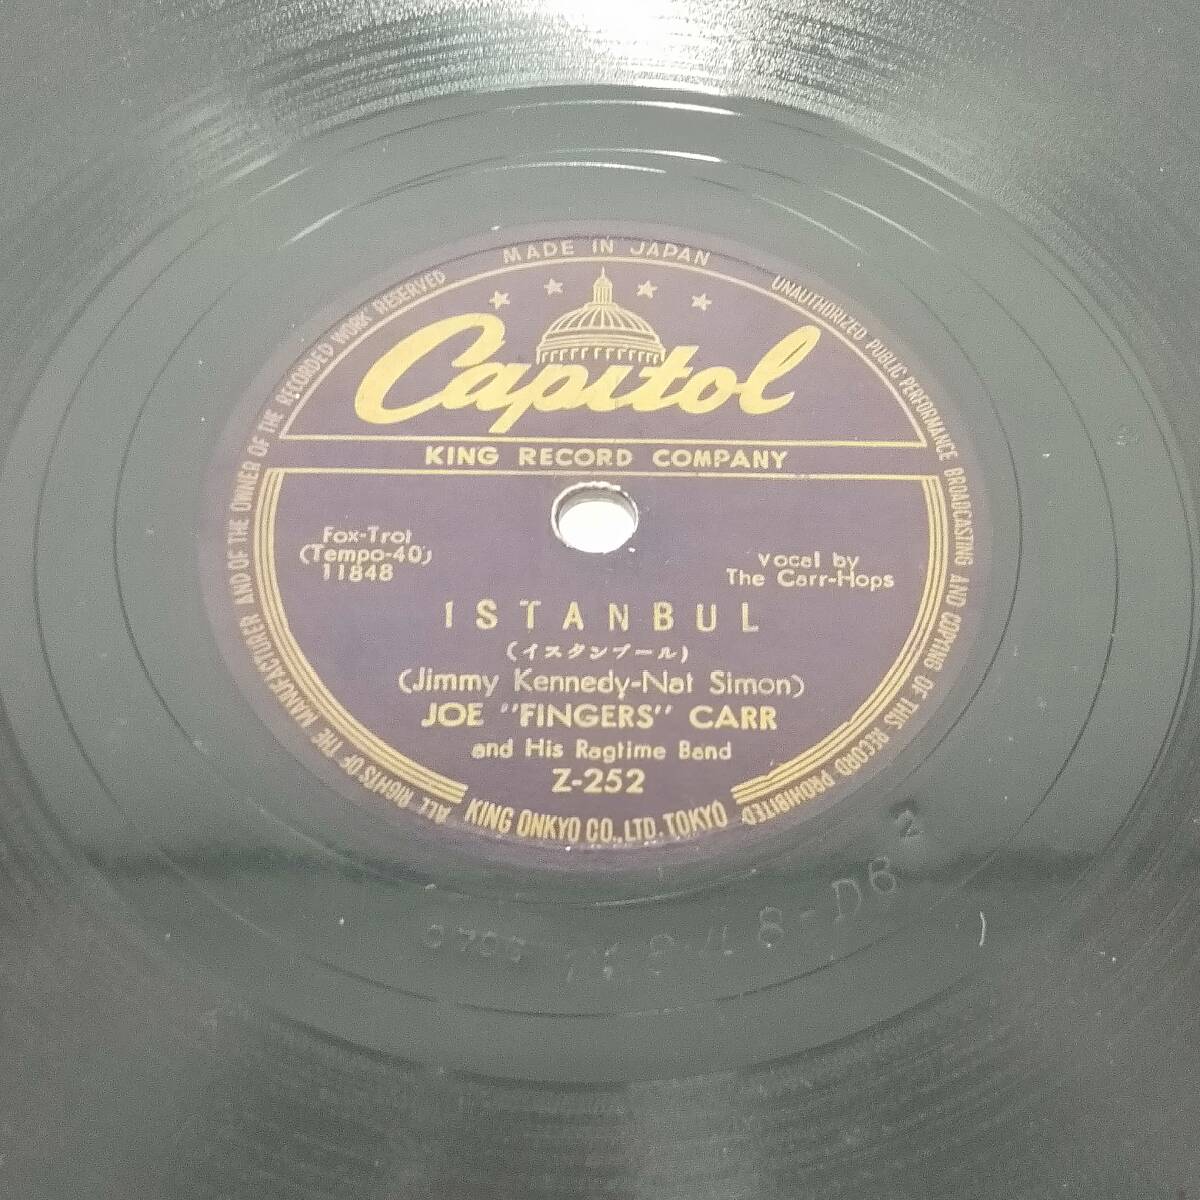 MADE IN JAPAN
UNAUTHORIZED PUBLIC PERFORMANCE BROADCASTING AND COPYING OF THIS RECORD PROHIBITED
ALL RIGHTS OF THE MANUFACTURER AND OF THE OWNER OF THE RECORDED WORK RESERVED
Capitol
KING RECORD COMPANY
Fox-Trot
(Tempo-40)
11848
vocal by
The Carr-Hops
ISTANBUL
(イスタンブール)
(Jimmy Kennedy-Nat Simon)
JOE "FINGERS" CARR
and His Ragtime Band
Z-252
KING ONKYO CO., LTD. TOKYO